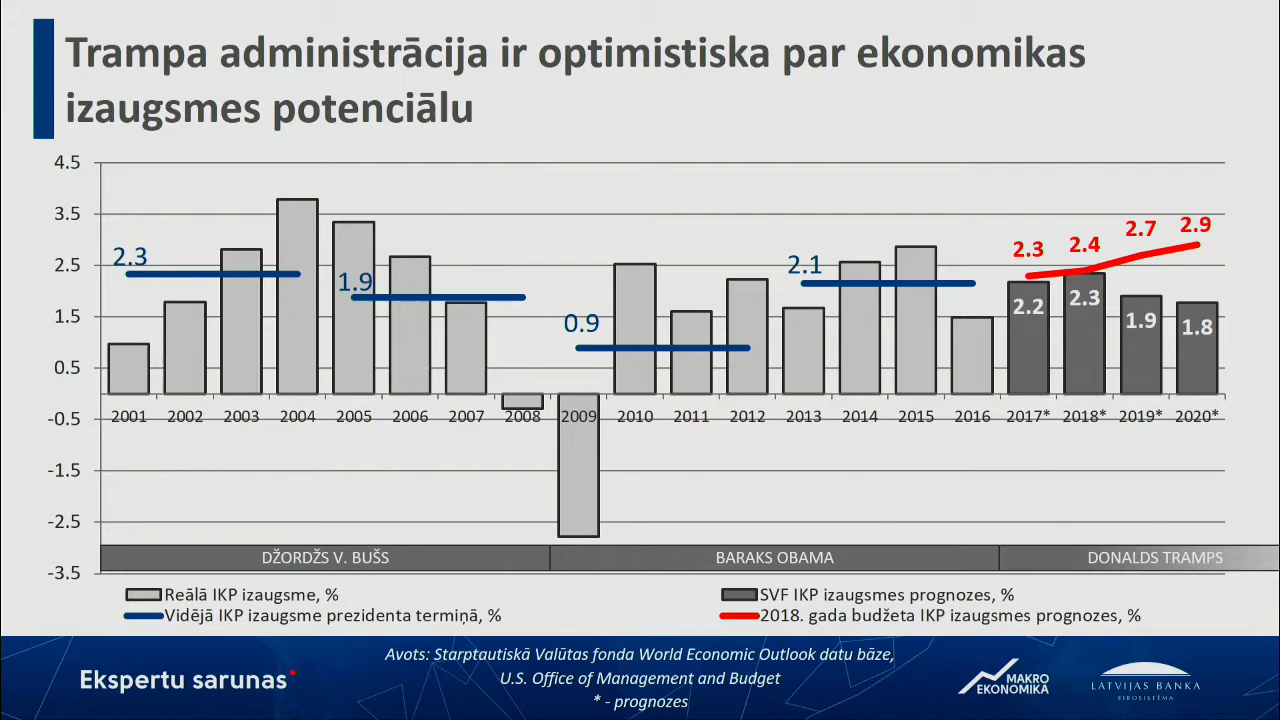 Trampa administrācija ir optimistiska par ekonomikas
izaugsmes potenciālu
4.5
3.5
2.5
1.5
0.5
-0.5
-1.5
-2.5
-3.5
2.3
1.9
0.9
2.1
2.3
2.4
2.7
2.9
2.2
2.3
1.9
1.8
2001 2002 2003 2004 2005 2006 2007 2008 2009 2010 2011 2012 2013 2014 2015 2016 2017* 2018* 2019* 2020*
DŽORDŽS V. BUŠS BARAKS OBAMA DONALDS TRAMPS
Reālā IKP izaugsme, % SVF IKP izaugsmes prognozes, %
Vidējā IKP izaugsme prezidenta termiņā, % 2018. gada budžeta IKP izaugsmes prognozes, %
Avots: Starptautiskā Valūtas fonda World Economic Outlook datu bāze,
U.S. Office of Management and Budget
* - prognozes
Ekspertu sarunas
MAKRO
EKONOMIKA
LATVIJAS BANKA
EIROSISTĒMA